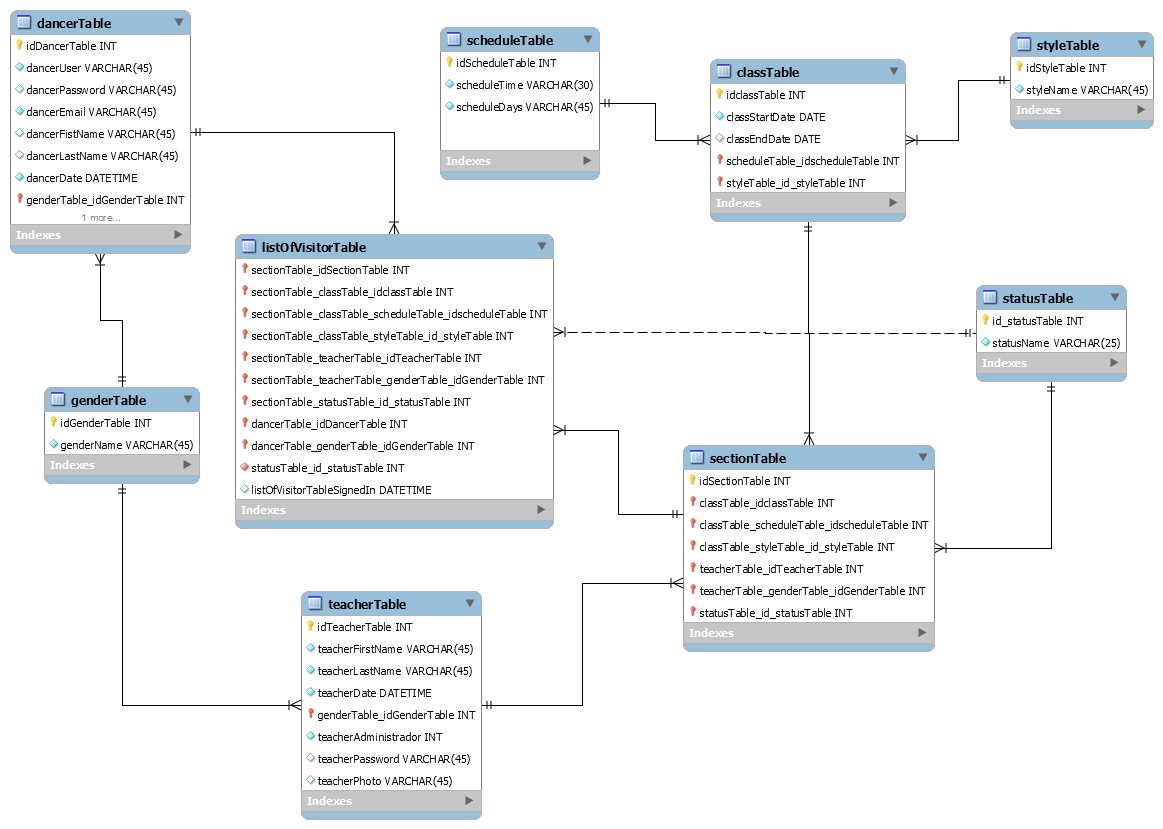 dancerTable
idDancerTable INT
dancerUser VARCHAR(45)
dancerPassword VARCHAR(45)
dancerEmail VARCHAR(45)
dancerFistName VARCHAR(45)
dancerLastName VARCHAR(45)
dancerDate DATETIME
genderTable_idGenderTable INT
1 more...
Indexes
scheduleTable
idScheduleTable INT
scheduleTime VARCHAR(30)
scheduleDays VARCHAR(45)
Indexes
classTable
idclassTable INT
classStartDate DATE
classEndDate DATE
scheduleTable_idscheduleTable INT
styleTable_id_styleTable INT
Indexes
styleTable
idStyleTable INT
styleName VARCHAR(45)
Indexes
listOfVisitorTable
sectionTable_idSectionTable INT
sectionTable_classTable_idclassTable INT
sectionTable_classTable_scheduleTable_idscheduleTable INT
sectionTable_classTable_styleTable_id_styleTable INT
sectionTable_teacherTable_idTeacherTable INT
sectionTable_teacherTable_genderTable_idGenderTable INT
sectionTable_statusTable_id_statusTable INT
dancerTable_idDancerTable INT
dancerTable_genderTable_idGenderTable INT
statusTable_id_statusTable INT
listOfVisitorTableSignedIn DATETIME
Indexes
statusTable
id_statusTable INT
statusName VARCHAR(25)
Indexes
genderTable
idGenderTable INT
genderName VARCHAR(45)
Indexes
sectionTable
idSectionTable INT
classTable_idclassTable INT
classTable_scheduleTable_idscheduleTable INT
classTable_styleTable_id_styleTable INT
teacherTable_idTeacherTable INT
teacherTable_genderTable_idGenderTable INT
statusTable_id_statusTable INT
Indexes
teacherTable
idTeacherTable INT
teacherFirstName VARCHAR(45)
teacherLastName VARCHAR(45)
teacherDate DATETIME
genderTable_idGenderTable INT
teacherAdministrador INT
teacherPassword VARCHAR(45)
teacherPhoto VARCHAR(45)
Indexes